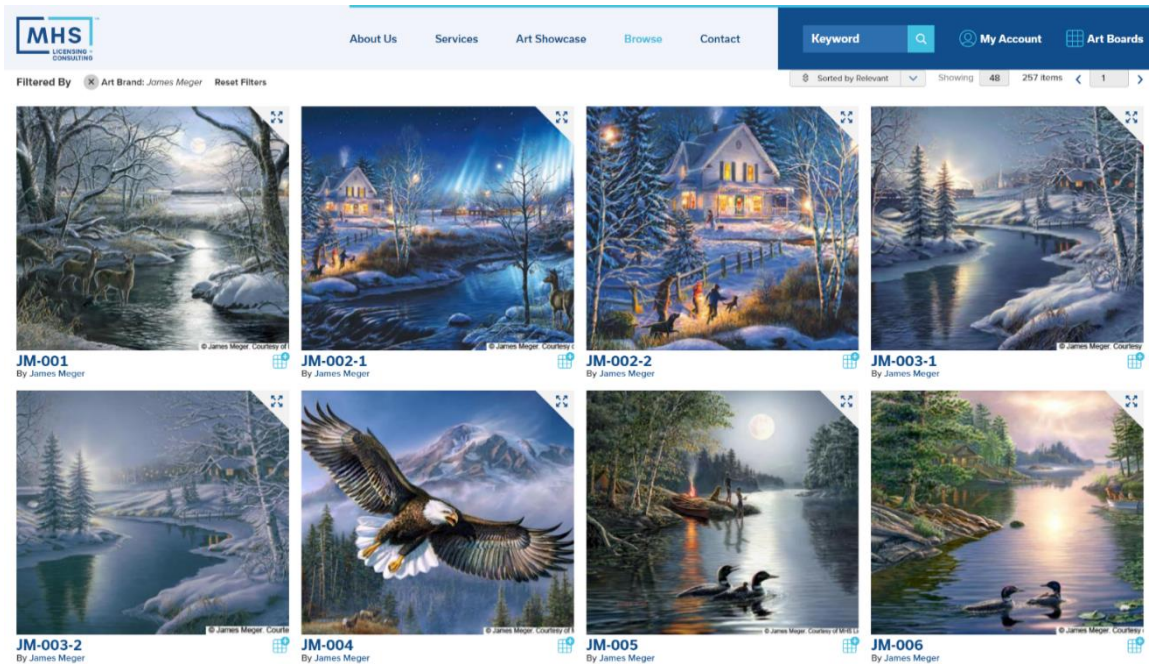 MHS
LICENSING +
CONSULTING
About Us Services Art Showcase Browse Contact
Keyword
My Account
Art Boards
Filtered By X Art Brand: James Meger Reset Filters
Sorted by Relevant
Showing 48 257 items < 1 >
© James Meger. Courtesy of
© James Meger. Courtesy
© James Meger. Courtesy
JM-001
By James Meger
JM-002-1
By James Meger
JM-002-2
By James Meger
JM-003-1
By James Meger
© James Meger. Courte
© James Meger. Courtesy of
© James Meger. Courtesy of MHS Li
© James Meger. Courtesy of
JM-003-2
By James Meger
JM-004
By James Meger
JM-005
By James Meger
JM-006
By James Meger